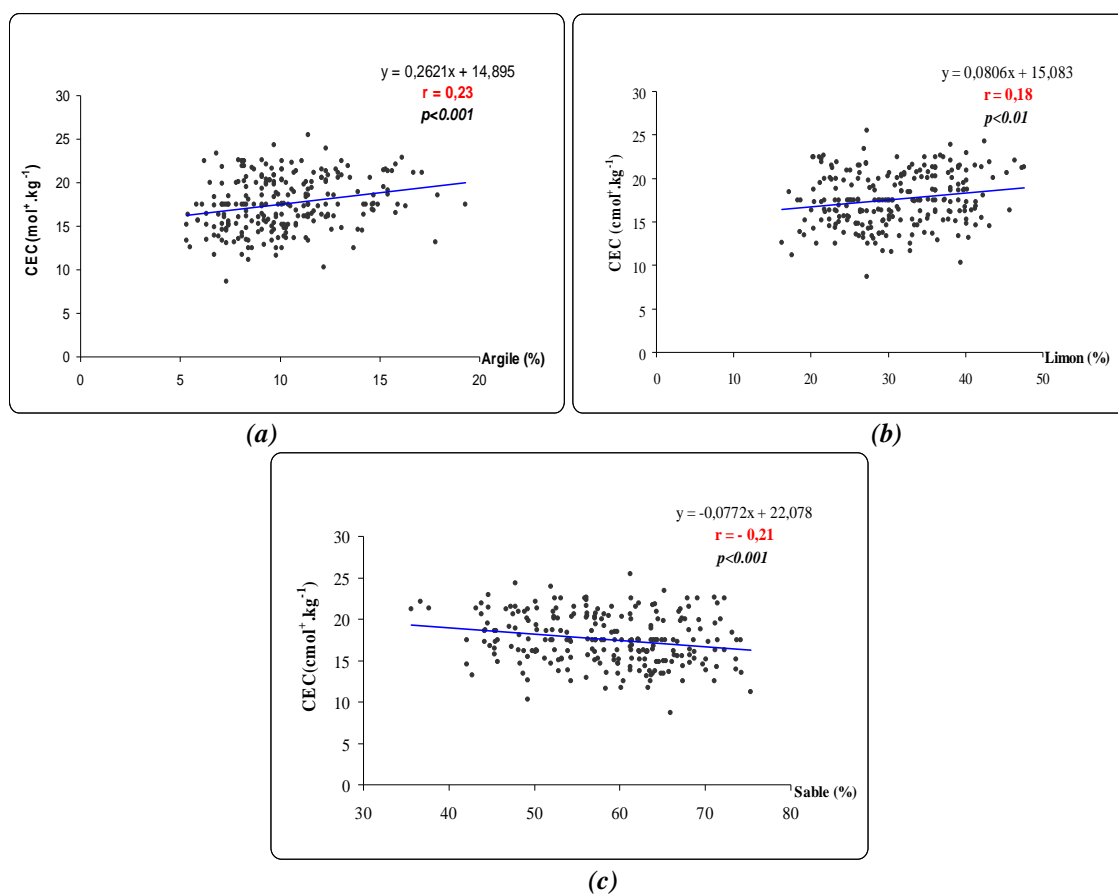 y = 0,2621x + 14,895
r = 0,23
p<0.001
30
25
20
15
10
5
0
CEC (mol⁺.kg⁻¹)
0 5 10 15 20
Argile (%)
(a)
y = 0,0806x + 15,083
r = 0,18
p<0.01
30
25
20
15
10
5
0
CEC (cmol⁺.kg⁻¹)
0 10 20 30 40 50
Limon (%)
(b)
y = -0,0772x + 22,078
r = - 0,21
p<0.001
30
25
20
15
10
5
0
CEC(cmol⁺.kg⁻¹)
30 40 50 60 70 80
Sable (%)
(c)